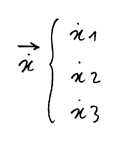 ẋ1
→ẋ { ẋ2
ẋ3